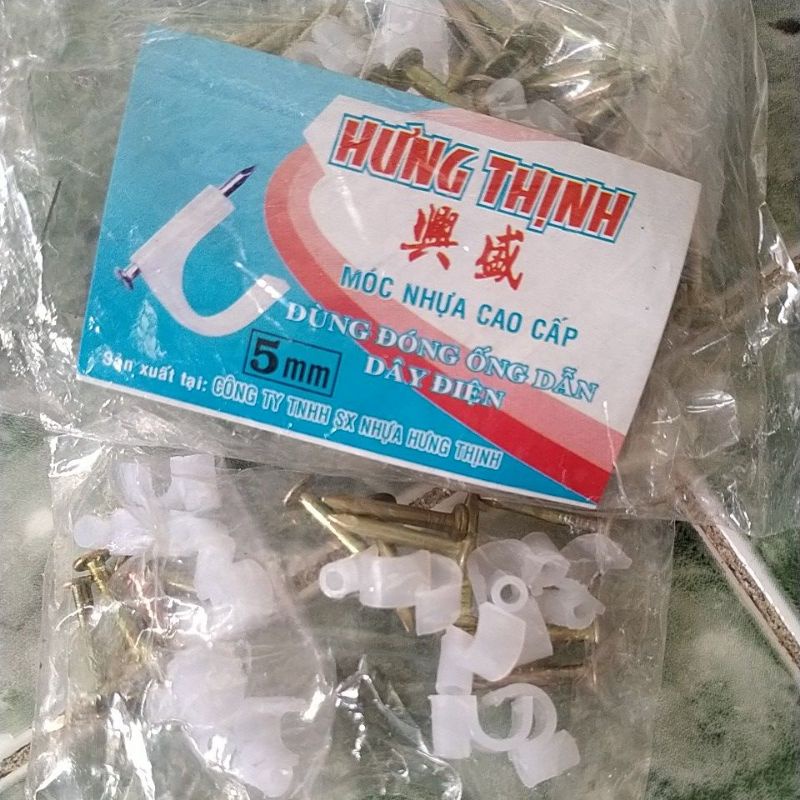 HƯNG THỊNH
興盛
MÓC NHỰA CAO CẤP
DÙNG ĐÓNG ỐNG DẪN
DÂY ĐIỆN
5mm
Sản xuất tại: CÔNG TY TNHH SX NHỰA HƯNG THỊNH